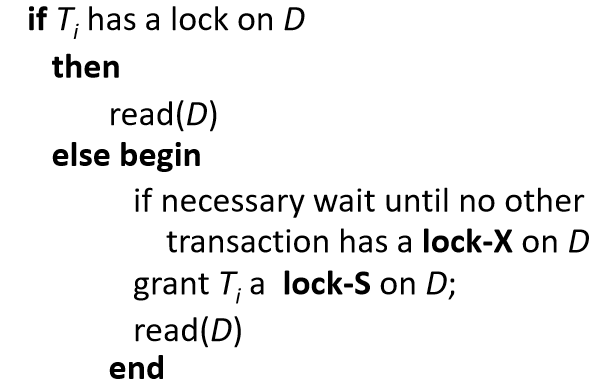 if Ti has a lock on D
then
read(D)
else begin
if necessary wait until no other
transaction has a lock-X on D
grant Ti a lock-S on D;
read(D)
end